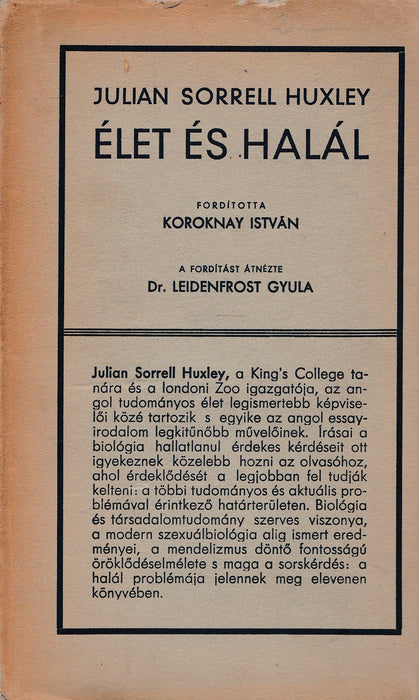 JULIAN SORRELL HUXLEY
ÉLET ÉS HALÁL
FORDÍTOTTA
KOROKNAY ISTVÁN
A FORDÍTÁST ÁTNÉZTE
Dr. LEIDENFROST GYULA
Julian Sorrell Huxley, a King's College ta-
nára és a londoni Zoo igazgatója, az an-
gol tudományos élet legismertebb képvise-
lői közé tartozik s egyike az angol essay-
irodalom legkitűnőbb művelőinek. Írásai a
biológia hallatlanul érdekes kérdéseit ott
igyekeznek közelebb hozni az olvasóhoz,
ahol érdeklődését a legjobban fel tudják
kelteni: a többi tudományos és aktuális pro-
blémával érintkező határterületen. Biológia
és társadalomtudomány szerves viszonya,
a modern szexuálbiológia alig ismert ered-
ményei, a mendelizmus döntő fontosságú
öröklődéselmélete s maga a sorskérdés: a
halál problémája jelennek meg elevenen
könyvében.